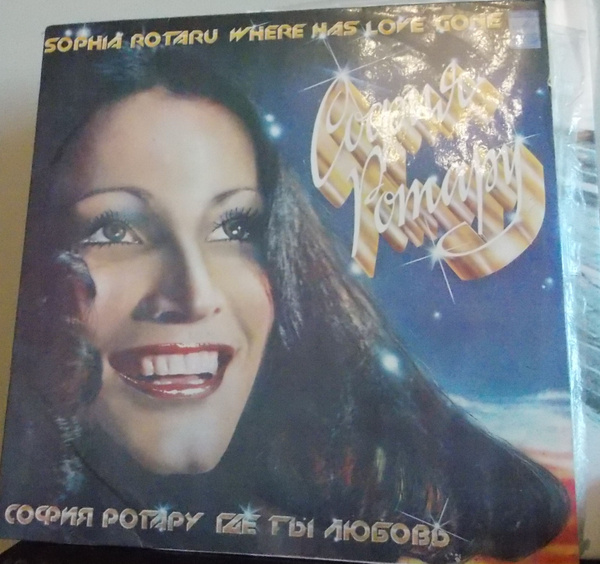 SOPHIA ROTARU WHERE HAS LOVE GONE
София
Ротару
СОФИЯ РОТАРУ ГДЕ ТЫ ЛЮБОВЬ